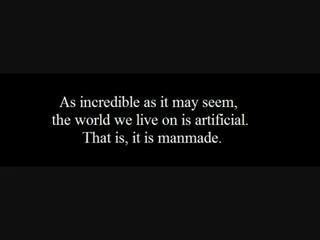 As incredible as it may seem,
the world we live on is artificial.
That is, it is manmade.